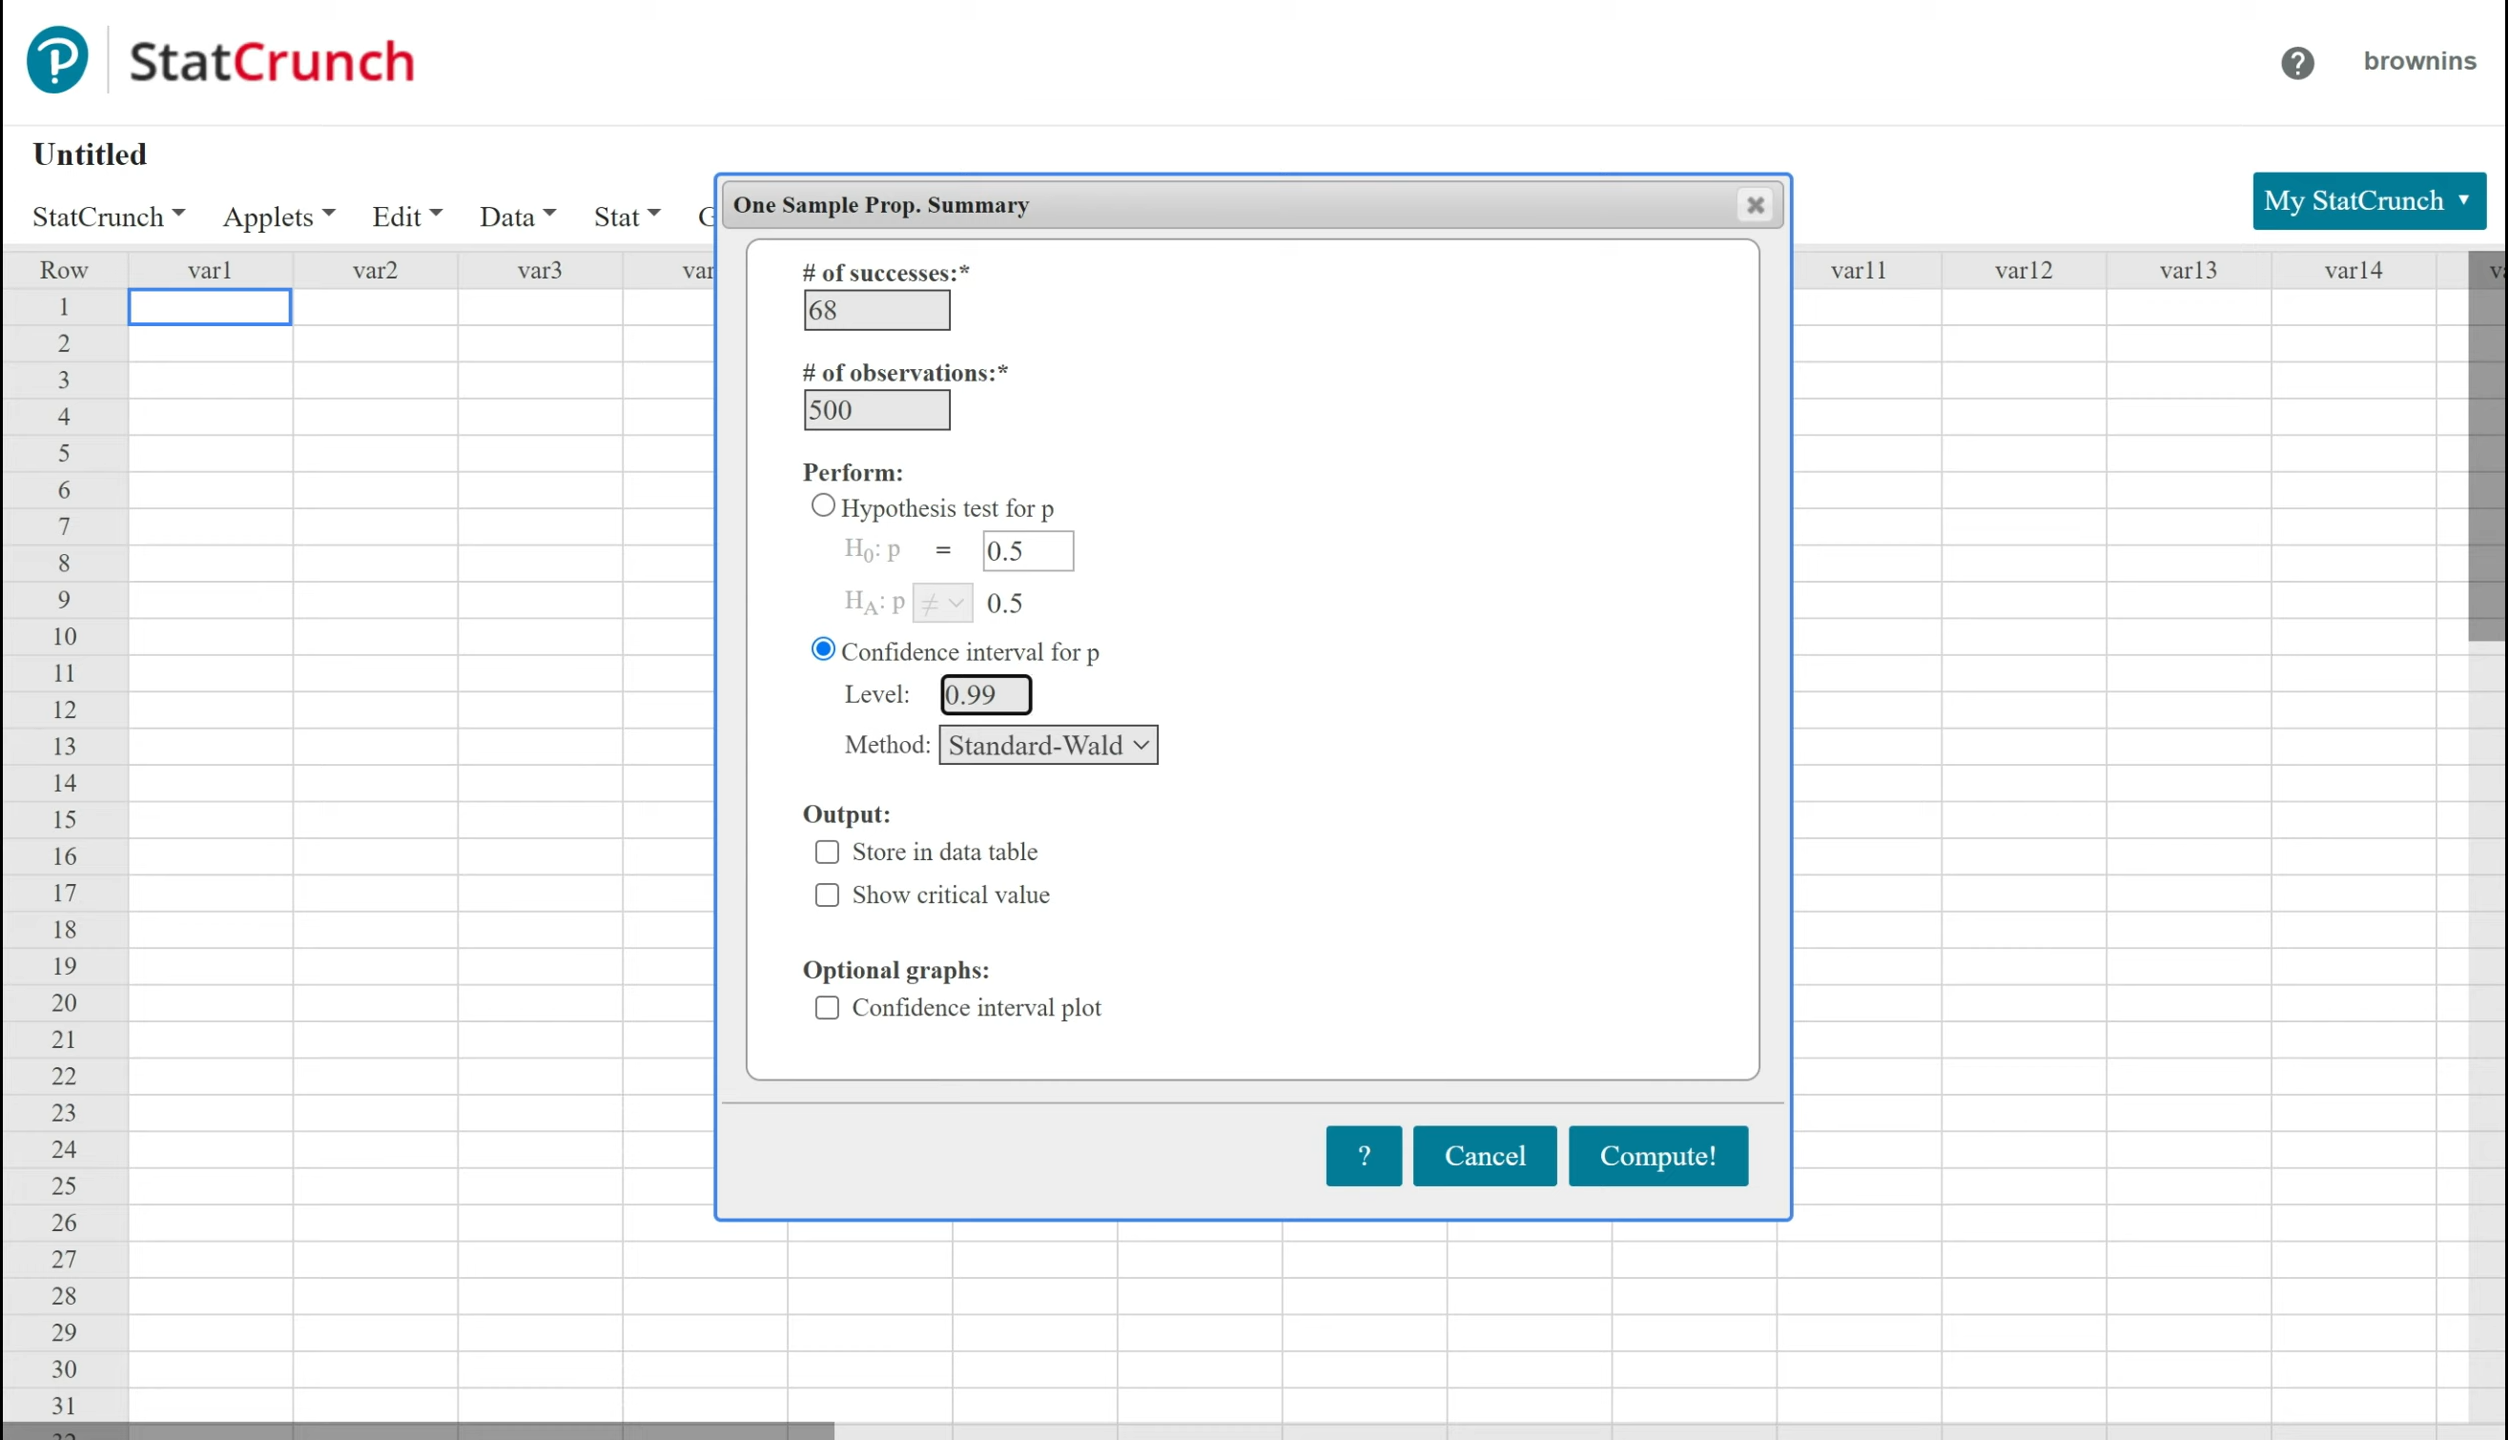 StatCrunch
brownins
Untitled
My StatCrunch
StatCrunch Applets Edit Data Stat G
One Sample Prop. Summary
Row var1 var2 var3 var var11 var12 var13 var14 v
# of successes:*
68
# of observations:*
500
Perform:
Hypothesis test for p
H0: p = 0.5
HA: p ≠ 0.5
Confidence interval for p
Level: 0.99
Method: Standard-Wald
Output:
Store in data table
Show critical value
Optional graphs:
Confidence interval plot
? Cancel Compute!
1
2
3
4
5
6
7
8
9
10
11
12
13
14
15
16
17
18
19
20
21
22
23
24
25
26
27
28
29
30
31